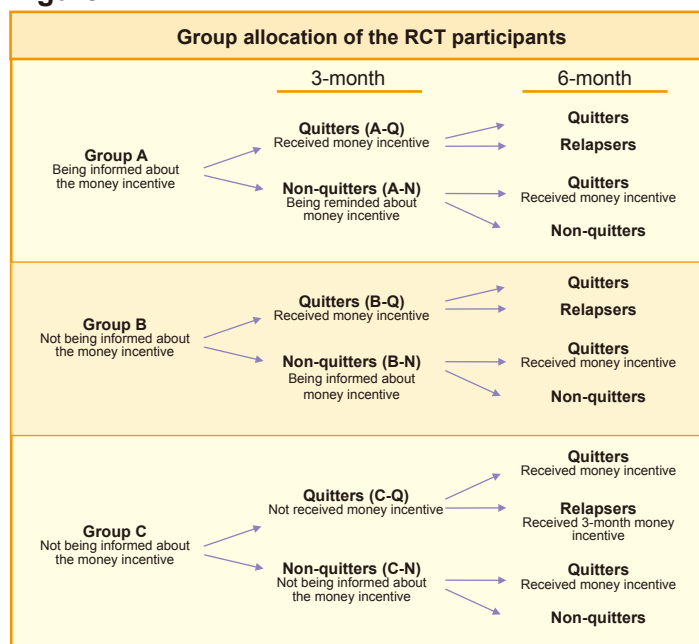 Group allocation of the RCT participants
3-month
6-month
Group A
Being informed about
the money incentive
Quitters (A-Q)
Received money incentive
Non-quitters (A-N)
Being reminded about
money incentive
Quitters
Relapsers
Quitters
Received money incentive
Non-quitters
Group B
Not being informed about
the money incentive
Quitters (B-Q)
Received money incentive
Non-quitters (B-N)
Being informed about
money incentive
Quitters
Relapsers
Quitters
Received money incentive
Non-quitters
Group C
Not being informed about
the money incentive
Quitters (C-Q)
Not received money incentive
Non-quitters (C-N)
Not being informed about
the money incentive
Quitters
Received money incentive
Relapsers
Received 3-month money
incentive
Quitters
Received money incentive
Non-quitters